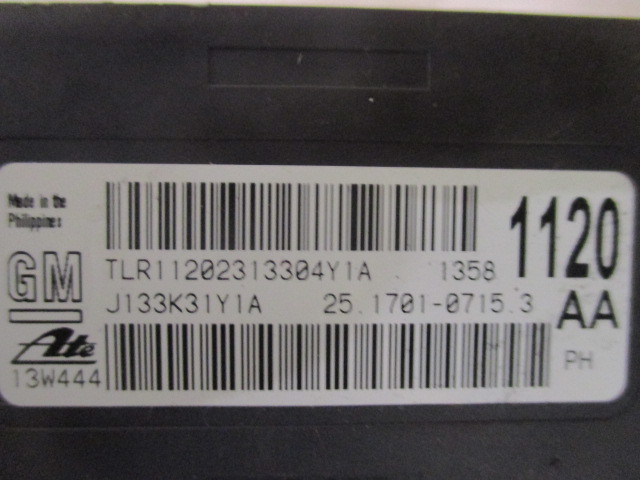 Made in the
Philippines
GM
TLR11202313304Y1A 1358
1120
J133K31Y1A 25.1701-0715.3
AA
Ate
13W444
PH